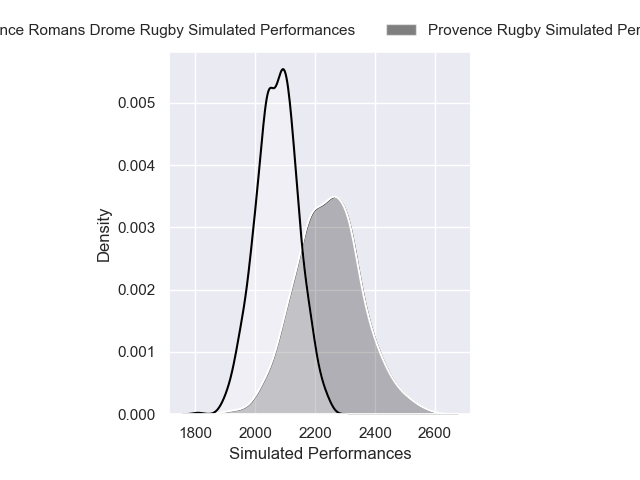 nce Romans Drome Rugby Simulated Performances
Provence Rugby Simulated Per
0.005
0.004
0.003
0.002
0.001
0.000
Density
1800 2000 2200 2400 2600
Simulated Performances